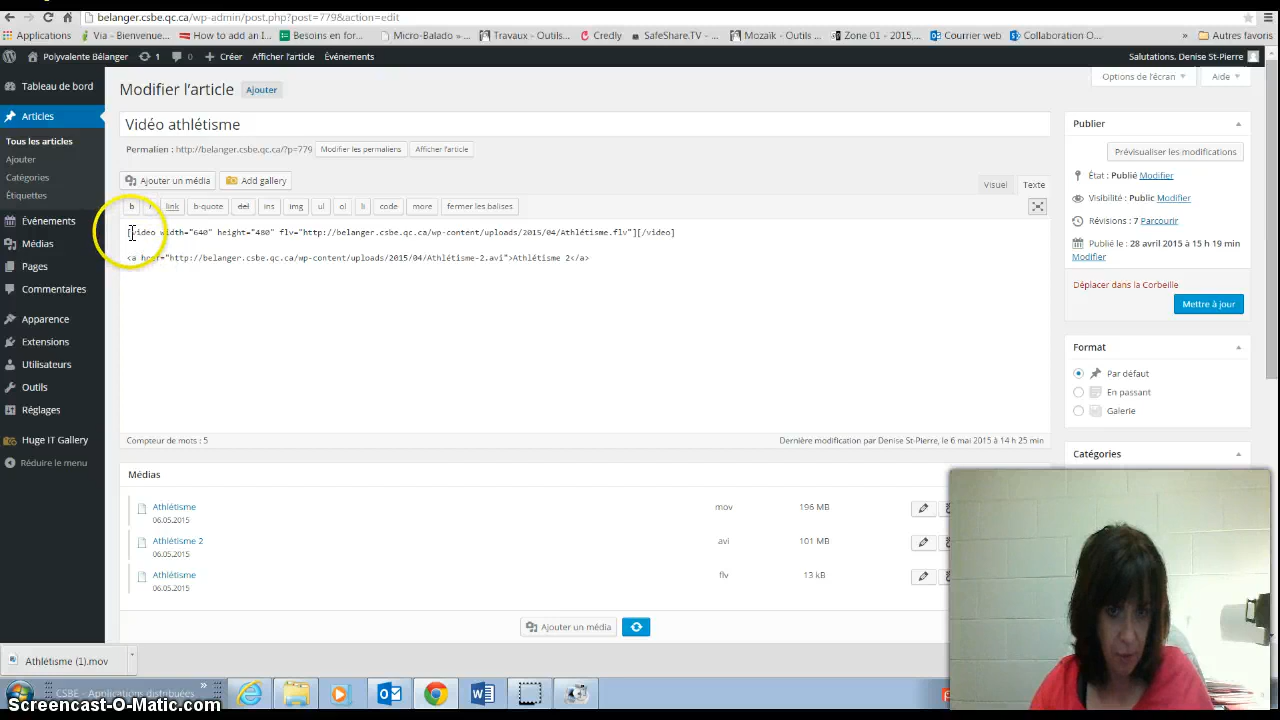 belanger.csbe.qc.ca/wp-admin/post.php?post=779&action=edit
Applications Via – Bienvenue... How to add an I... Besoins en for... Micro-Balado »... Travaux - Outils... Credly SafeShare.TV -... Mozaïk - Outils... Zone 01 - 2015,... Courrier web Collaboration O... » Autres favoris
Polyvalente Bélanger 1 0 Créer Afficher l'article Événements Salutations, Denise St-Pierre
Tableau de bord
Articles
Tous les articles
Ajouter
Catégories
Étiquettes
Événements
Médias
Pages
Commentaires
Apparence
Extensions
Utilisateurs
Outils
Réglages
Huge IT Gallery
Réduire le menu
Options de l'écran Aide
Modifier l'article Ajouter
Vidéo athlétisme
Permalien : http://belanger.csbe.qc.ca/?p=779 Modifier les permaliens Afficher l'article
Ajouter un média Add gallery
Visuel Texte
b i link b-quote del ins img ul ol li code more fermer les balises
[video width="640" height="480" flv="http://belanger.csbe.qc.ca/wp-content/uploads/2015/04/Athlétisme.flv"][/video]
<a href="http://belanger.csbe.qc.ca/wp-content/uploads/2015/04/Athlétisme-2.avi">Athlétisme 2</a>
Compteur de mots : 5 Dernière modification par Denise St-Pierre, le 6 mai 2015 à 14 h 25 min
Médias
Athlétisme mov 196 MB
06.05.2015
Athlétisme 2 avi 101 MB
06.05.2015
Athlétisme flv 13 kB
06.05.2015
Ajouter un média
Publier
Prévisualiser les modifications
État : Publié Modifier
Visibilité : Public Modifier
Révisions : 7 Parcourir
Publié le : 28 avril 2015 à 15 h 19 min
Modifier
Déplacer dans la Corbeille
Mettre à jour
Format
Par défaut
En passant
Galerie
Catégories
Athlétisme (1).mov
CSBE - Applications distribuées »
Screencast-O-Matic.com